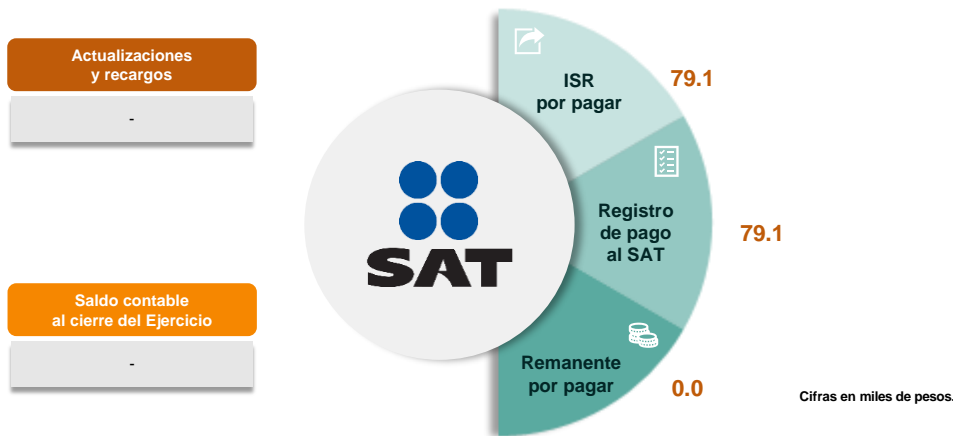 Actualizaciones
y recargos
-
Saldo contable
al cierre del Ejercicio
-
SAT
ISR
por pagar
79.1
Registro
de pago
al SAT
79.1
Remanente
por pagar
0.0
Cifras en miles de pesos.